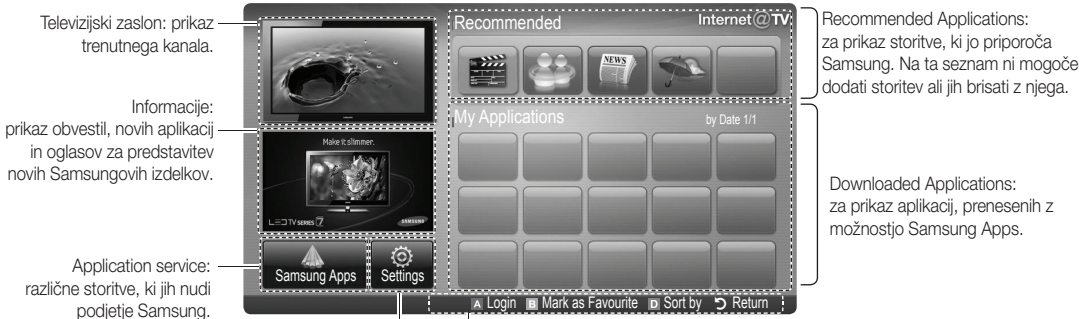 Televizijski zaslon: prikaz
trenutnega kanala.
Informacije:
prikaz obvestil, novih aplikacij
in oglasov za predstavitev
novih Samsungovih izdelkov.
Application service:
različne storitve, ki jih nudi
podjetje Samsung.
Recommended
Internet@TV
NEWS
My Applications
by Date 1/1
Make it slimmer.
LED TV SERIES 7
SAMSUNG
Samsung Apps
Settings
A Login B Mark as Favourite D Sort by Return
Recommended Applications:
za prikaz storitve, ki jo priporoča
Samsung. Na ta seznam ni mogoče
dodati storitev ali jih brisati z njega.
Downloaded Applications:
za prikaz aplikacij, prenesenih z
možnostjo Samsung Apps.